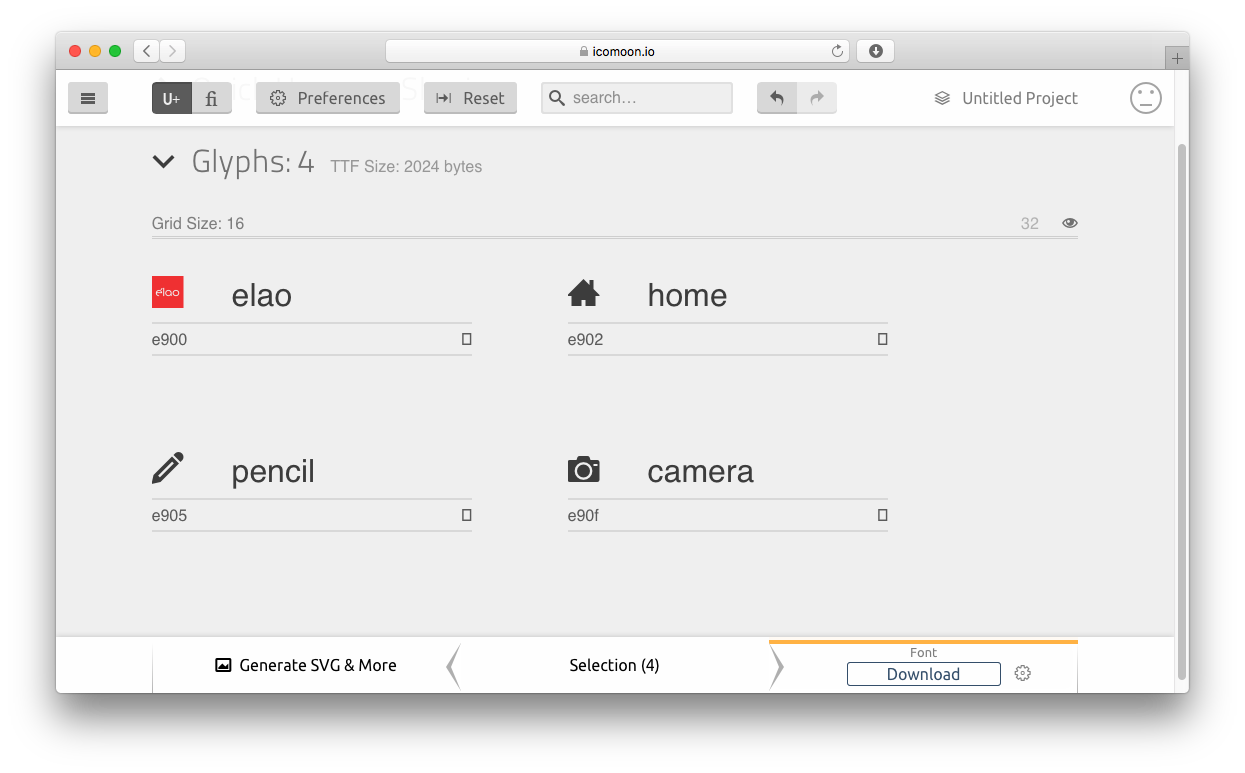 icomoon.io
U+ fi Preferences Reset search... Untitled Project
Glyphs: 4 TTF Size: 2024 bytes
Grid Size: 16 32
elao elao
home
e900
e902
pencil
camera
e905
e90f
Generate SVG & More
Selection (4)
Font
Download